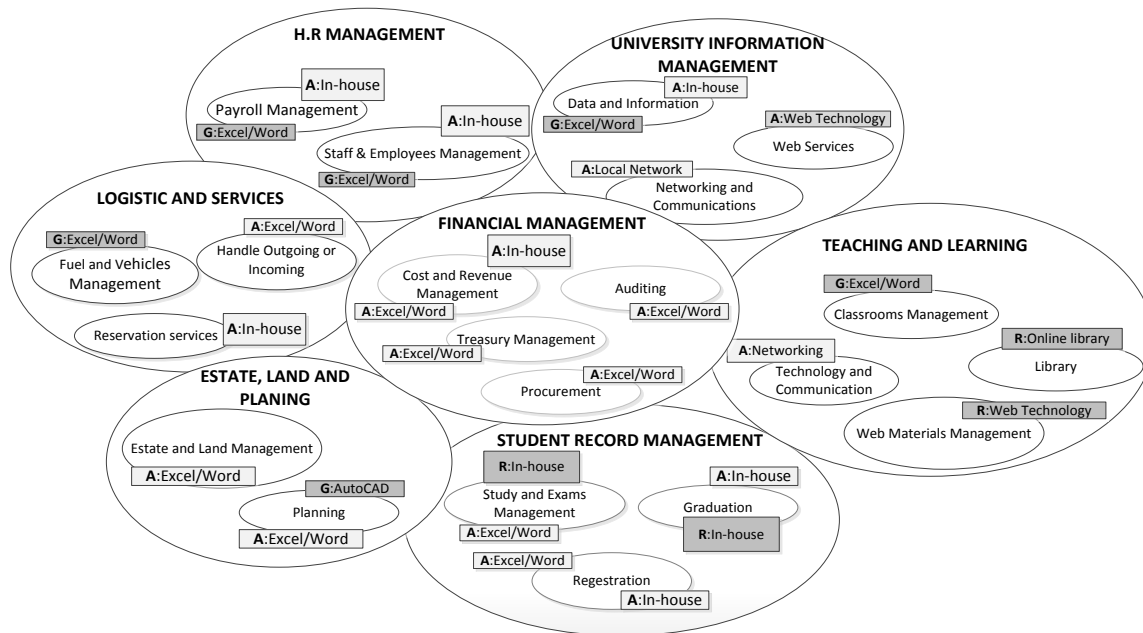 H.R MANAGEMENT
A:In-house
Payroll Management
G:Excel/Word
A:In-house
Staff & Employees Management
G:Excel/Word
UNIVERSITY INFORMATION
MANAGEMENT
A:In-house
Data and Information
G:Excel/Word
A:Web Technology
Web Services
A:Local Network
Networking and
Communications
LOGISTIC AND SERVICES
G:Excel/Word
Fuel and Vehicles
Management
A:Excel/Word
Handle Outgoing or
Incoming
Reservation services
A:In-house
FINANCIAL MANAGEMENT
A:In-house
Cost and Revenue
Management
A:Excel/Word
Auditing
A:Excel/Word
Treasury Management
A:Excel/Word
A:Excel/Word
Procurement
TEACHING AND LEARNING
G:Excel/Word
Classrooms Management
R:Online library
Library
A:Networking
Technology and
Communication
R:Web Technology
Web Materials Management
ESTATE, LAND AND
PLANING
Estate and Land Management
A:Excel/Word
G:AutoCAD
Planning
A:Excel/Word
STUDENT RECORD MANAGEMENT
R:In-house
Study and Exams
Management
A:Excel/Word
A:In-house
Graduation
R:In-house
A:Excel/Word
Regestration
A:In-house